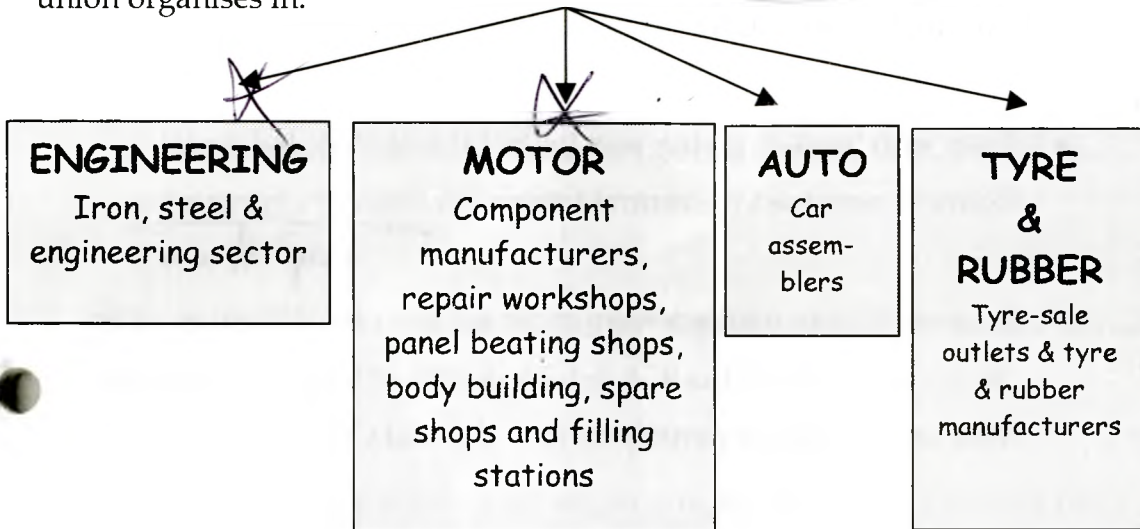 union organises in.
ENGINEERING
Iron, steel &
engineering sector
MOTOR
Component
manufacturers,
repair workshops,
panel beating shops,
body building, spare
shops and filling
stations
AUTO
Car
assem-
blers
TYRE
&
RUBBER
Tyre-sale
outlets & tyre
& rubber
manufacturers